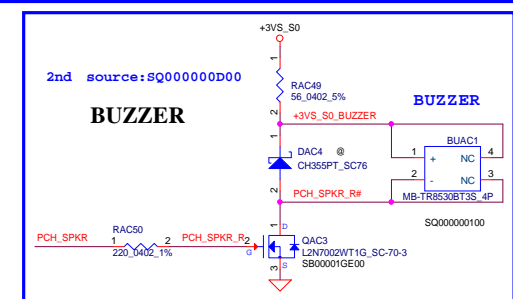 +3VS_S0
2nd source:SQ000000D00
1
RAC49
56_0402_5%
BUZZER
BUZZER
2
+3VS_S0_BUZZER
BUAC1
1
DAC4 @
CH355PT_SC76
1 + NC 4
2 - NC 3
2
PCH_SPKR_R#
MB-TR8530BT3S_4P
SQ000000100
RAC50
1 D
PCH_SPKR 1 2 PCH_SPKR_R 2
G
QAC3
L2N7002WT1G_SC-70-3
220_0402_1%
3 S
SB00001GE00